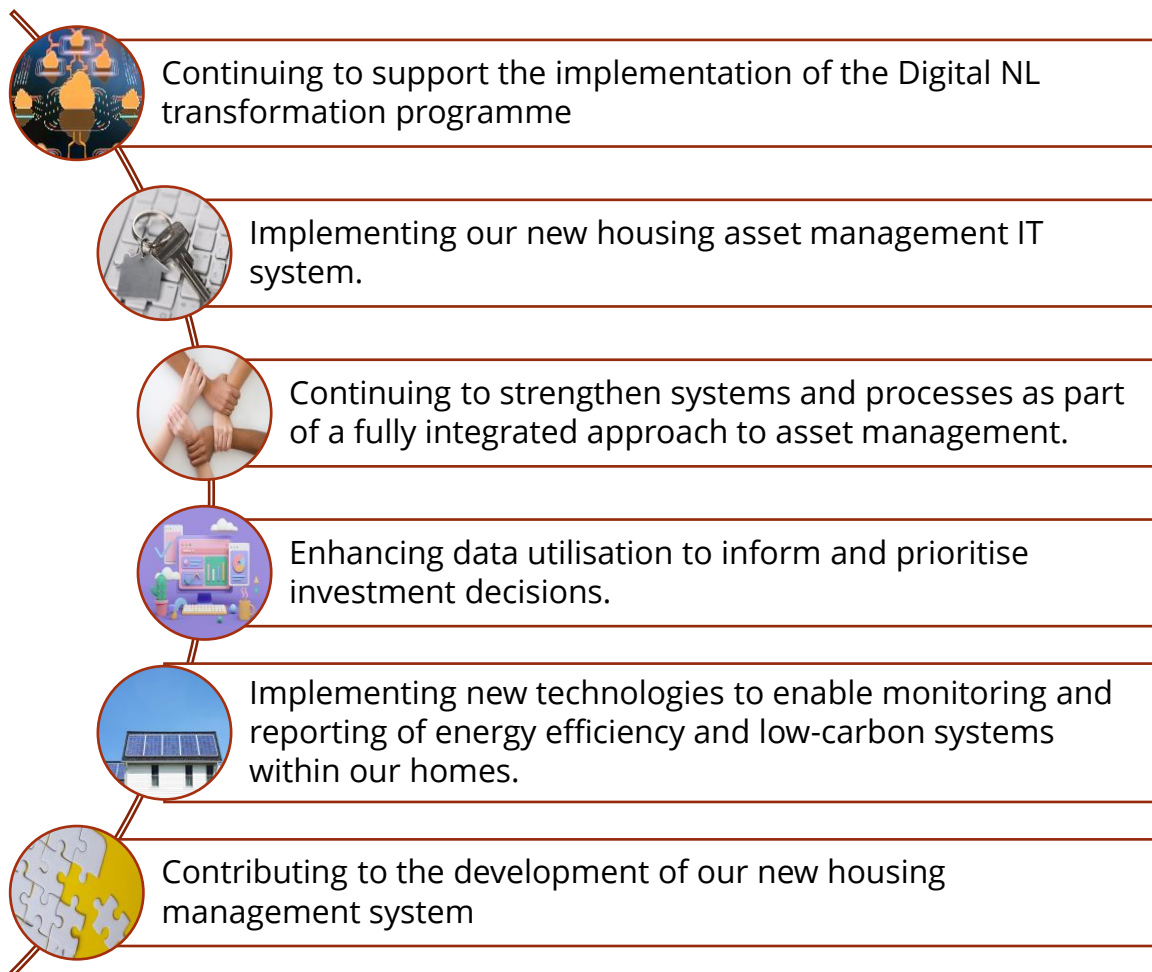 Continuing to support the implementation of the Digital NL
transformation programme
Implementing our new housing asset management IT
system.
Continuing to strengthen systems and processes as part
of a fully integrated approach to asset management.
Enhancing data utilisation to inform and prioritise
investment decisions.
Implementing new technologies to enable monitoring and
reporting of energy efficiency and low-carbon systems
within our homes.
Contributing to the development of our new housing
management system